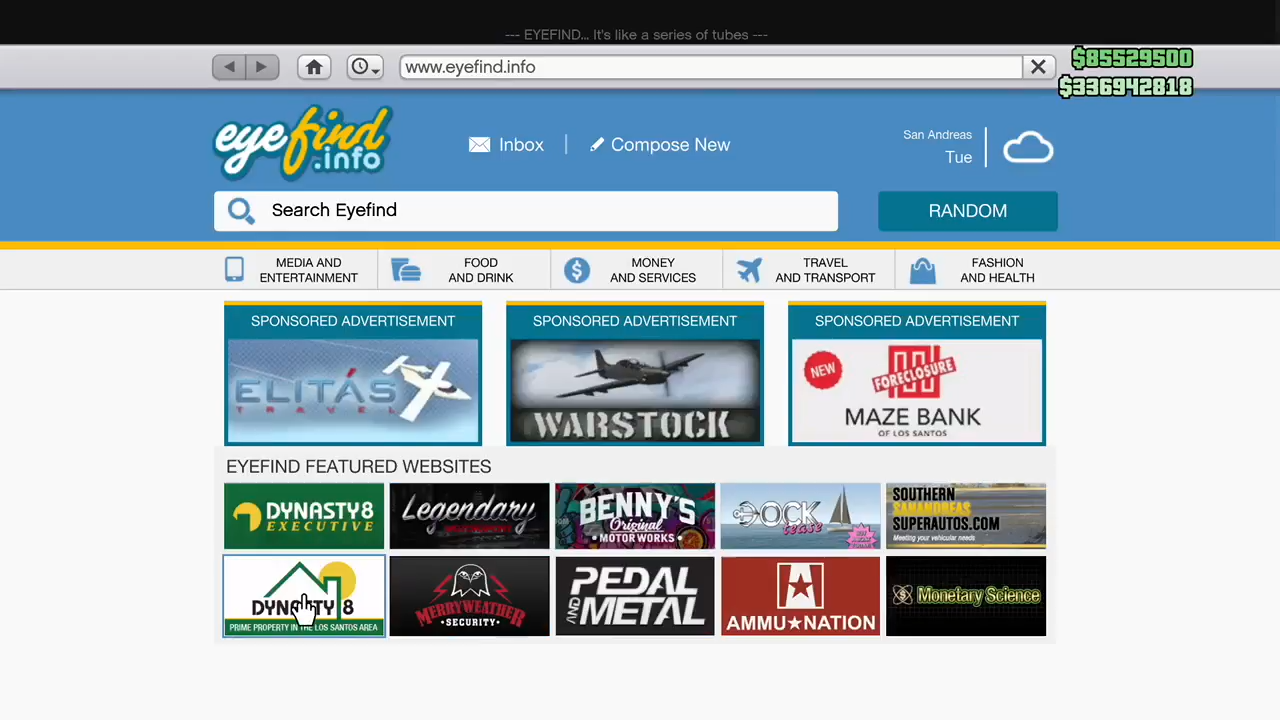 --- EYEFIND... It's like a series of tubes ---
www.eyefind.info
$85529500
$336942818
eyefind.info
Inbox
Compose New
San Andreas
Tue
Search Eyefind
RANDOM
MEDIA AND
ENTERTAINMENT
FOOD
AND DRINK
MONEY
AND SERVICES
TRAVEL
AND TRANSPORT
FASHION
AND HEALTH
SPONSORED ADVERTISEMENT
ELITÁS
TRAVEL
SPONSORED ADVERTISEMENT
WARSTOCK
SPONSORED ADVERTISEMENT
NEW
FORECLOSURE
MAZE BANK
OF LOS SANTOS
EYEFIND FEATURED WEBSITES
DYNASTY8
EXECUTIVE
Legendary
BENNY'S
Original
MOTOR WORKS
DOCK
tease
SOUTHERN
SANANDREAS
SUPERAUTOS.COM
Meeting your vehicular needs
DYNASTY 8
PRIME PROPERTY IN THE LOS SANTOS AREA
MERRYWEATHER
SECURITY
PEDAL
AND METAL
AMMU★NATION
Monetary Science